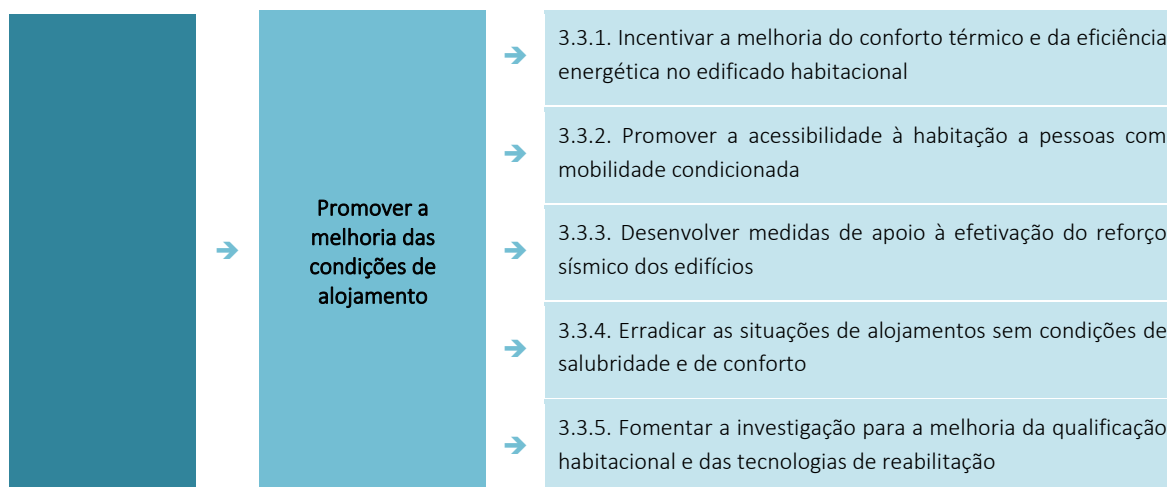 3.3.1. Incentivar a melhoria do conforto térmico e da eficiência
energética no edificado habitacional
3.3.2. Promover a acessibilidade à habitação a pessoas com
mobilidade condicionada
Promover a
melhoria das
condições de
alojamento
3.3.3. Desenvolver medidas de apoio à efetivação do reforço
sísmico dos edifícios
3.3.4. Erradicar as situações de alojamentos sem condições de
salubridade e de conforto
3.3.5. Fomentar a investigação para a melhoria da qualificação
habitacional e das tecnologias de reabilitação